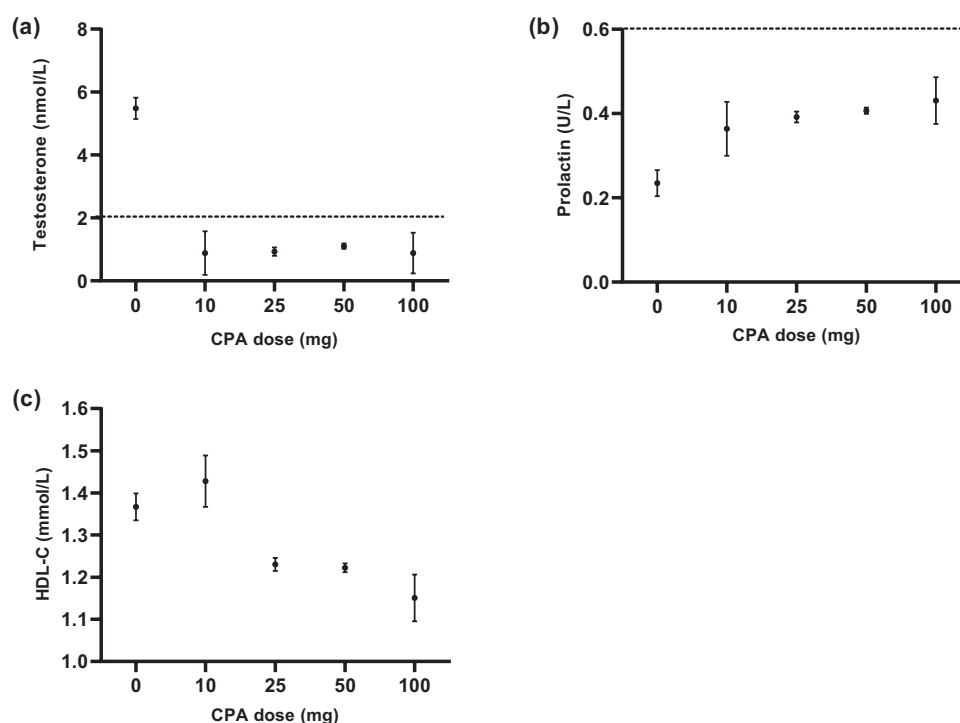 (a)
Testosterone (nmol/L)
8
6
4
2
0
0 10 25 50 100
CPA dose (mg)
(b)
Prolactin (U/L)
0.6
0.4
0.2
0.0
0 10 25 50 100
CPA dose (mg)
(c)
HDL-C (mmol/L)
1.6
1.5
1.4
1.3
1.2
1.1
1.0
0 10 25 50 100
CPA dose (mg)